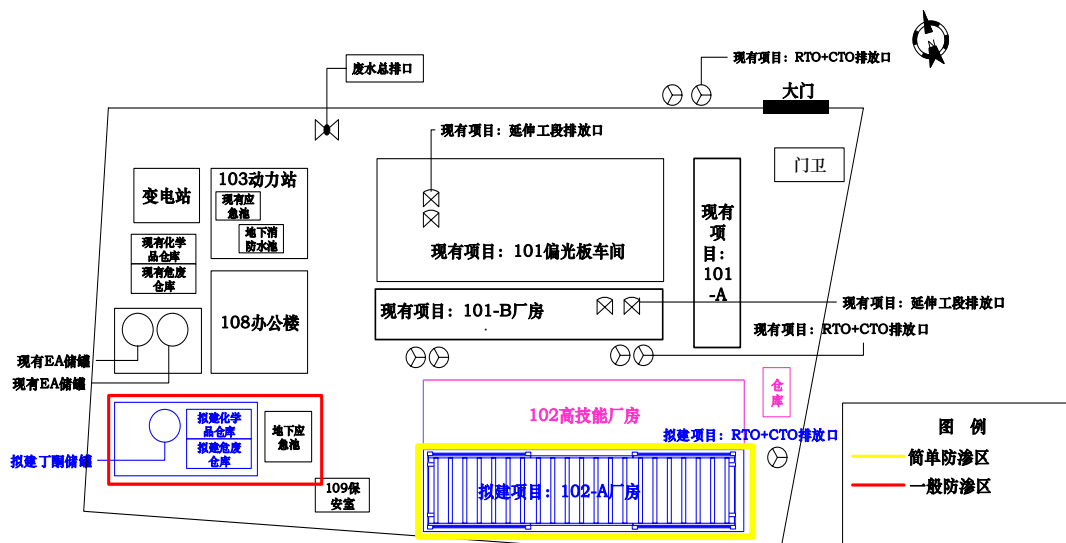 N
现有项目：RTO+CTO排放口
废水总排口
大门
现有项目：延伸工段排放口
门卫
变电站
103动力站
现有应
急池
地下消
防水池
现有
项
目：
101
-A
现有化学
品仓库
现有危废
仓库
现有项目：101偏光板车间
现有项目：101-B厂房
现有项目：延伸工段排放口
108办公楼
现有项目：RTO+CTO排放口
现有EA储罐
现有EA储罐
仓
库
102高技能厂房
拟建化学
品仓库
拟建危废
仓库
地下应
急池
拟建项目：RTO+CTO排放口
拟建丁酮储罐
图 例
简单防渗区
一般防渗区
109保
安室
拟建项目：102-A厂房